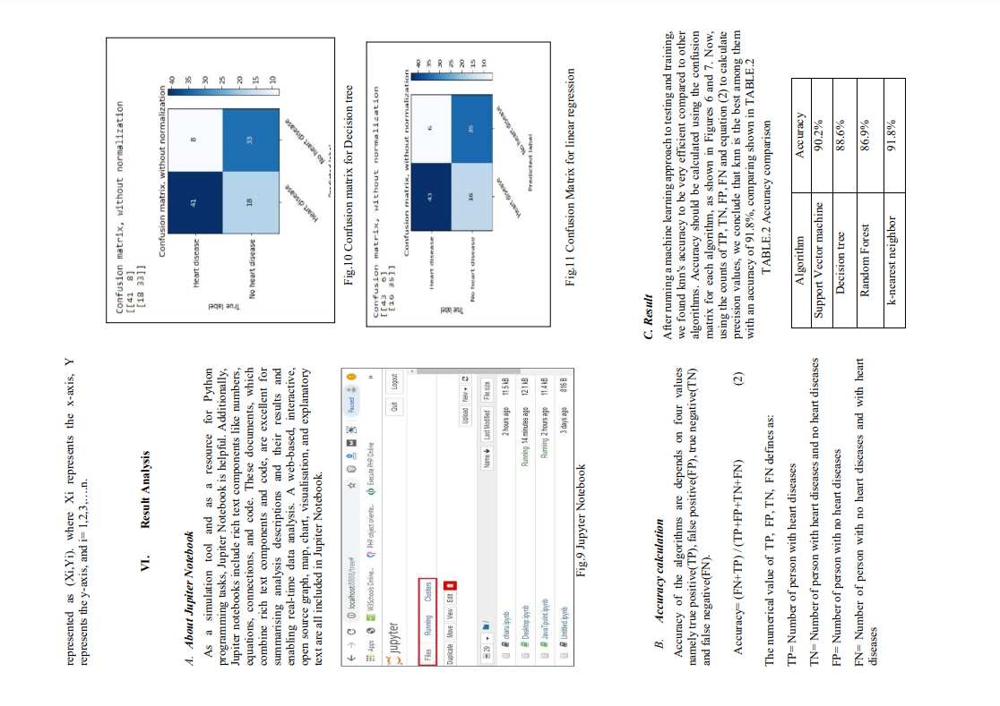 represented as (Xi,Yi). where Xi represents the x-axis, Y
represents the y-axis, and i= 1,2,3,….n.
VI. Result Analysis
A. About Jupiter Notebook
As a simulation tool and as a resource for Python
programming tasks, Jupiter Notebook is helpful. Additionally,
Jupiter notebooks include rich text components like numbers,
equations, connections, and code. These documents, which
combine rich text components and code, are excellent for
summarising analysis descriptions and their results and
enabling real-time data analysis. A web-based, interactive,
open source graph, map, chart, visualisation, and explanatory
text are all included in Jupiter Notebook.
localhost:8888/tree#
Paused
Apps W3Schools Online... PHP object oriente... Execute PHP Online
»
jupyter
Quit Logout
Files Running Clusters
Duplicate Move View Edit
Upload New
29 /
Name Last Modified File size
charu.ipynb 2 hours ago 11.5 kB
Desktop.ipynb Running 14 minutes ago 12.1 kB
JavaTpoint.ipynb Running 2 hours ago 11.4 kB
Untitled.ipynb 3 days ago 816 B
Fig.9 Jupyter Notebook
B. Accuracy calculation
Accuracy of the algorithms are depends on four values
namely true positive(TP), false positive(FP), true negative(TN)
and false negative(FN).
Accuracy= (FN+TP) / (TP+FP+TN+FN) (2)
The numerical value of TP, FP, TN, FN defines as:
TP= Number of person with heart diseases
TN= Number of person with heart diseases and no heart diseases
FP= Number of person with no heart diseases
FN= Number of person with no heart diseases and with heart
diseases
Confusion matrix, without normalization
[[41 8]
[18 33]]
Confusion matrix, without normalization
True label
Heart disease
No heart disease
41 8
18 33
40
35
30
25
20
15
10
Heart disease
No heart disease
Fig.10 Confusion matrix for Decision tree
Confusion matrix, without normalization
[[43 6]
[16 35]]
Confusion matrix, without normalization
True label
Heart disease
No heart disease
43 6
16 35
40
35
30
25
20
15
10
Heart disease
No heart disease
Predicted label
Fig.11 Confusion Matrix for linear regression
C. Result
After running a machine learning approach to testing and training,
we found knn's accuracy to be very efficient compared to other
algorithms. Accuracy should be calculated using the confusion
matrix for each algorithm, as shown in Figures 6 and 7. Now,
using the counts of TP, TN, FP, FN and equation (2) to calculate
precision values, we conclude that knn is the best among them
with an accuracy of 91.8%, comparing shown in TABLE.2
TABLE.2 Accuracy comparison
Algorithm Accuracy
Support Vector machine 90.2%
Decision tree 88.6%
Random Forest 86.9%
k-nearest neighbor 91.8%